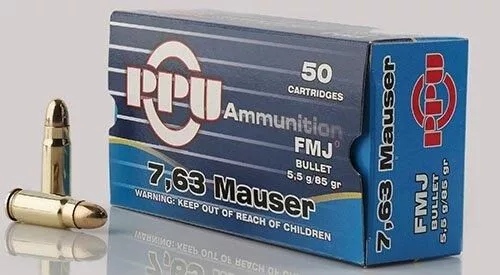 PPU
Ammunition
50
CARTRIDGES
FMJ
BULLET
5,5 g/85 gr
7,63 Mauser
WARNING: KEEP OUT OF REACH OF CHILDREN
7,63 Mauser
FMJ
BULLET
5,5 g/85 gr